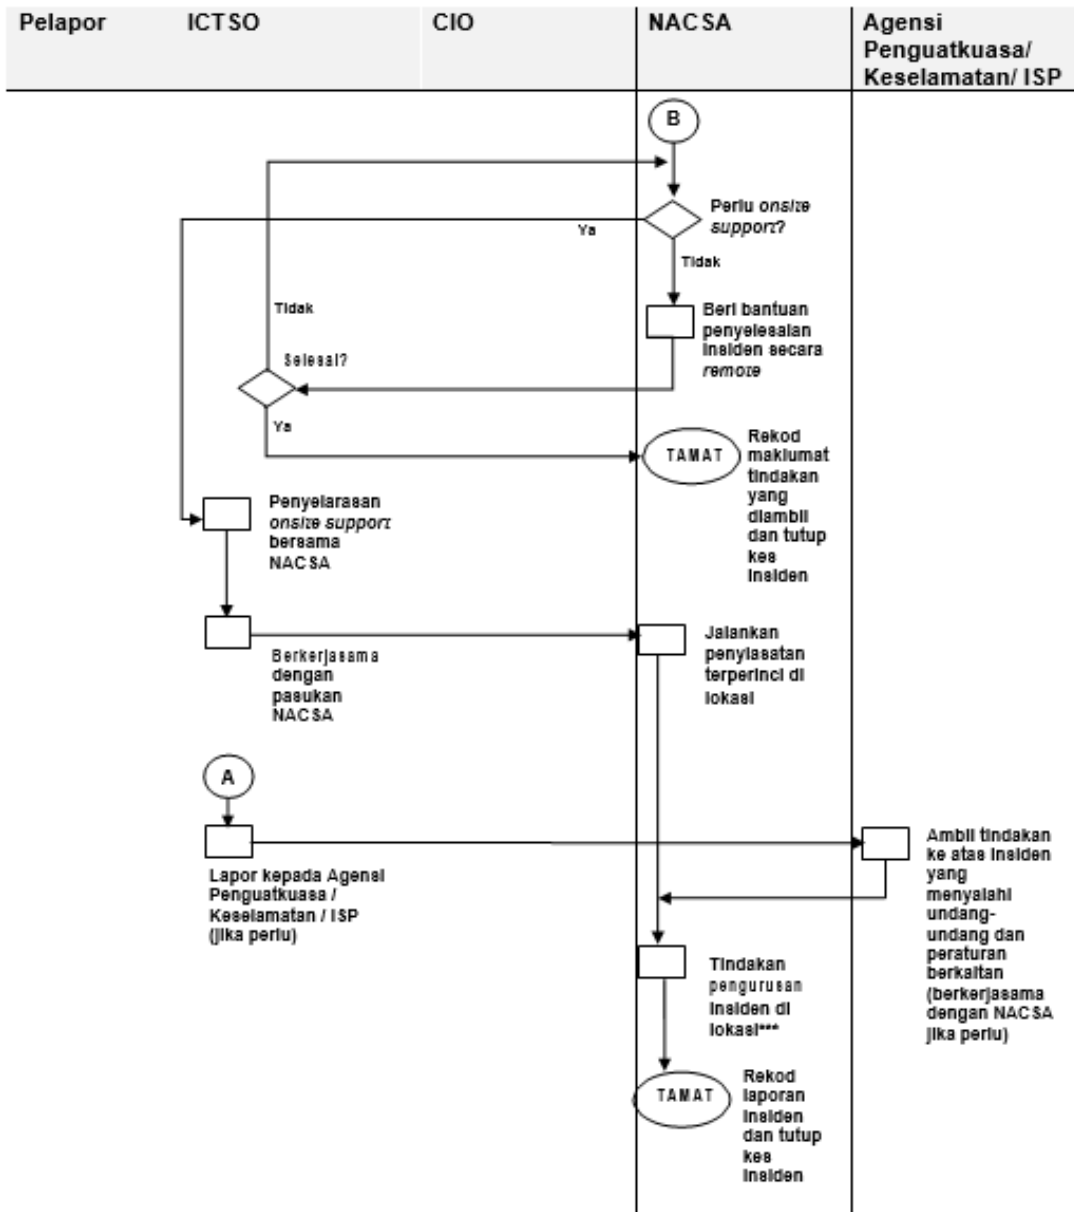 Pelapor
ICTSO
CIO
NACSA
Agensi
Penguatkuasa/
Keselamatan/ ISP
B
Perlu onsite
support?
Ya
Tidak
Beri bantuan
penyelesaian
insiden secara
remote
Tidak
Selesai?
Ya
TAMAT
Rekod
maklumat
tindakan
yang
diambil
dan tutup
kes
insiden
Penyelarasan
onsite support
bersama
NACSA
Berkerjasama
dengan
pasukan
NACSA
Jalankan
penyiasatan
terperinci di
lokasi
A
Lapor kepada Agensi
Penguatkuasa /
Keselamatan / ISP
(jika perlu)
Ambil tindakan
ke atas insiden
yang
menyalahi
undang-
undang dan
peraturan
berkaitan
(berkerjasama
dengan NACSA
jika perlu)
Tindakan
pengurusan
insiden di
lokasi***
TAMAT
Rekod
laporan
insiden
dan tutup
kes
insiden